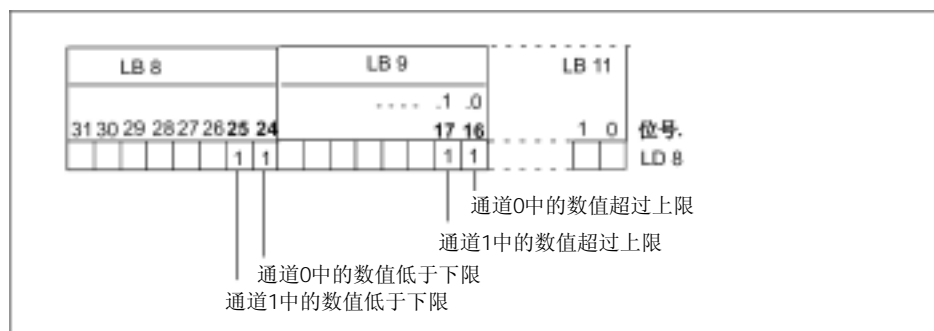 LB 8 LB 9 LB 11
.... .1 .0
31 30 29 28 27 26 25 24 17 16 1 0 位号.
1 1 1 1 LD 8
通道0中的数值超过上限
通道1中的数值超过上限
通道0中的数值低于下限
通道1中的数值低于下限